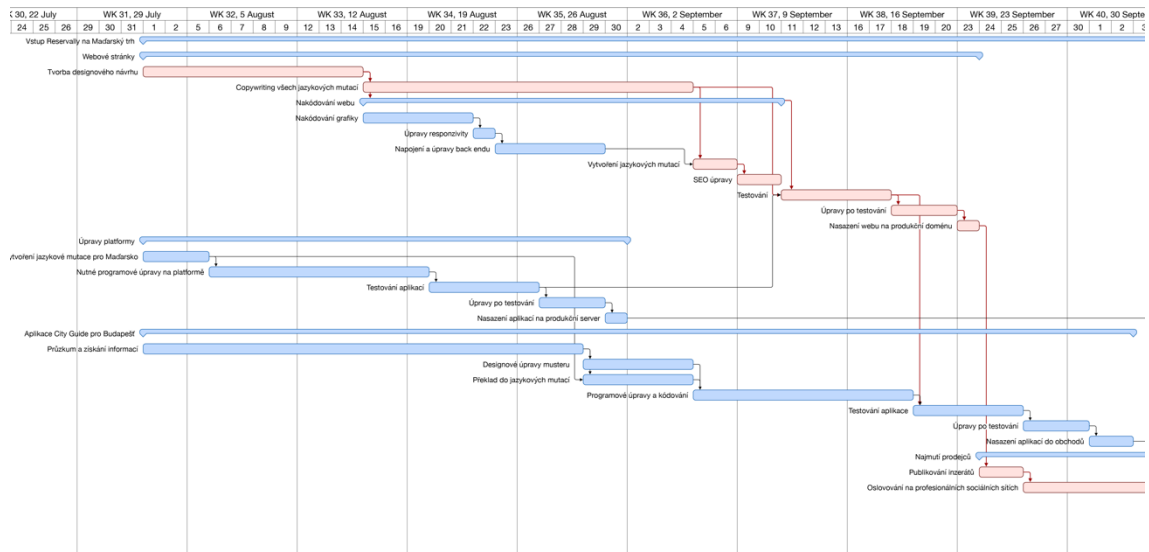 30, 22 July WK 31, 29 July WK 32, 5 August WK 33, 12 August WK 34, 19 August WK 35, 26 August WK 36, 2 September WK 37, 9 September WK 38, 16 September WK 39, 23 September WK 40, 30 Septe
24 25 26 29 30 31 1 2 5 6 7 8 9 12 13 14 15 16 19 20 21 22 23 26 27 28 29 30 2 3 4 5 6 9 10 11 12 13 16 17 18 19 20 23 24 25 26 27 30 1 2
Vstup Reservally na Maďarský trh
Webové stránky
Tvorba designového návrhu
Copywriting všech jazykových mutací
Nakódování webu
Nakódování grafiky
Úpravy responzivity
Napojení a úpravy back endu
Vytvoření jazykových mutací
SEO úpravy
Testování
Úpravy po testování
Nasazení webu na produkční doménu
Úpravy platformy
ytvoření jazykové mutace pro Maďarsko
Nutné programové úpravy na platformě
Testování aplikací
Úpravy po testování
Nasazení aplikací na produkční server
Aplikace City Guide pro Budapešť
Průzkum a získání informací
Designové úpravy musteru
Překlad do jazykových mutací
Programové úpravy a kódování
Testování aplikace
Úpravy po testování
Nasazení aplikací do obchodů
Najmutí prodejců
Publikování inzerátů
Oslovování na profesionálních sociálních sítích